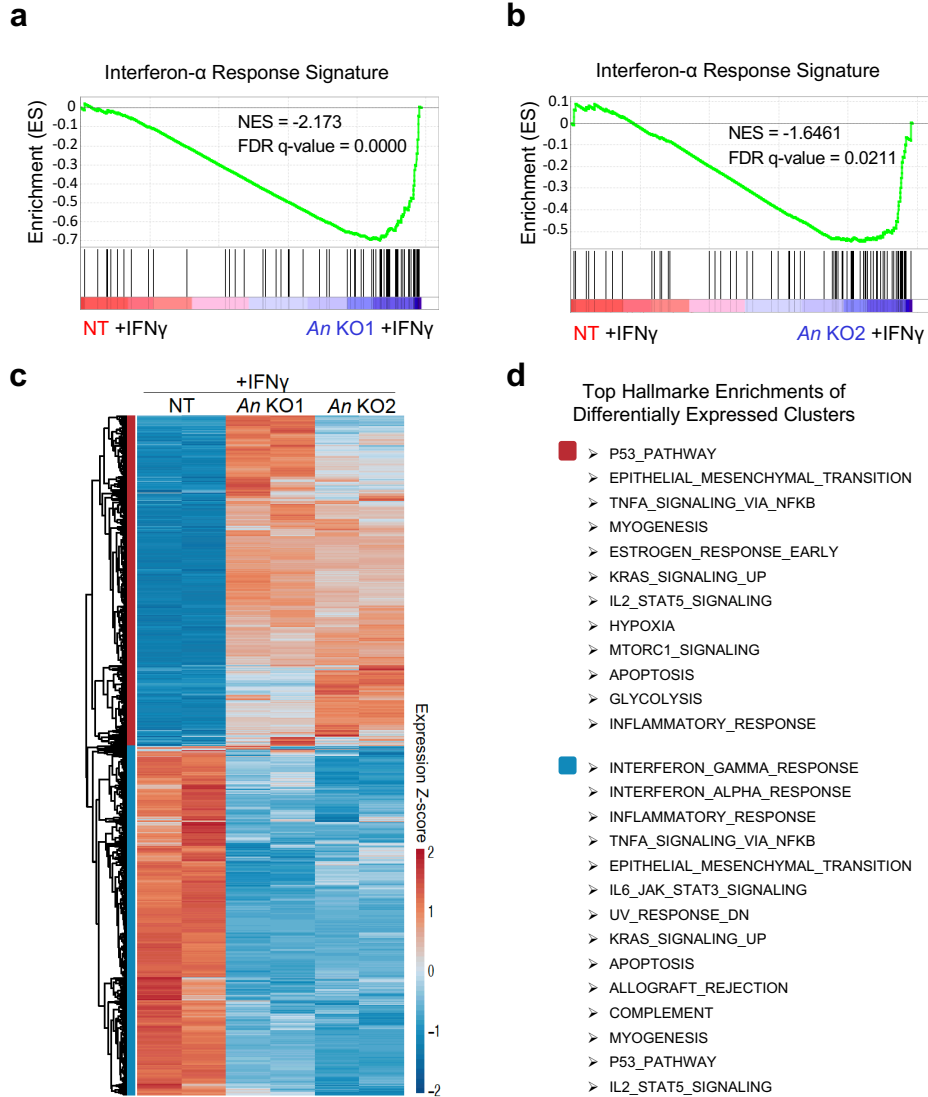 a
Interferon-α Response Signature
Enrichment (ES)
0
-0.1
-0.2
-0.3
-0.4
-0.5
-0.6
-0.7
NES = -2.173
FDR q-value = 0.0000
NT +IFNγ
An KO1 +IFNγ
b
Interferon-α Response Signature
Enrichment (ES)
0.1
0
-0.1
-0.2
-0.3
-0.4
-0.5
NES = -1.6461
FDR q-value = 0.0211
NT +IFNγ
An KO2 +IFNγ
c
+IFNγ
NT An KO1 An KO2
Expression Z-score
2
1
0
-1
-2
d
Top Hallmarke Enrichments of
Differentially Expressed Clusters
➢ P53_PATHWAY
➢ EPITHELIAL_MESENCHYMAL_TRANSITION
➢ TNFA_SIGNALING_VIA_NFKB
➢ MYOGENESIS
➢ ESTROGEN_RESPONSE_EARLY
➢ KRAS_SIGNALING_UP
➢ IL2_STAT5_SIGNALING
➢ HYPOXIA
➢ MTORC1_SIGNALING
➢ APOPTOSIS
➢ GLYCOLYSIS
➢ INFLAMMATORY_RESPONSE
➢ INTERFERON_GAMMA_RESPONSE
➢ INTERFERON_ALPHA_RESPONSE
➢ INFLAMMATORY_RESPONSE
➢ TNFA_SIGNALING_VIA_NFKB
➢ EPITHELIAL_MESENCHYMAL_TRANSITION
➢ IL6_JAK_STAT3_SIGNALING
➢ UV_RESPONSE_DN
➢ KRAS_SIGNALING_UP
➢ APOPTOSIS
➢ ALLOGRAFT_REJECTION
➢ COMPLEMENT
➢ MYOGENESIS
➢ P53_PATHWAY
➢ IL2_STAT5_SIGNALING